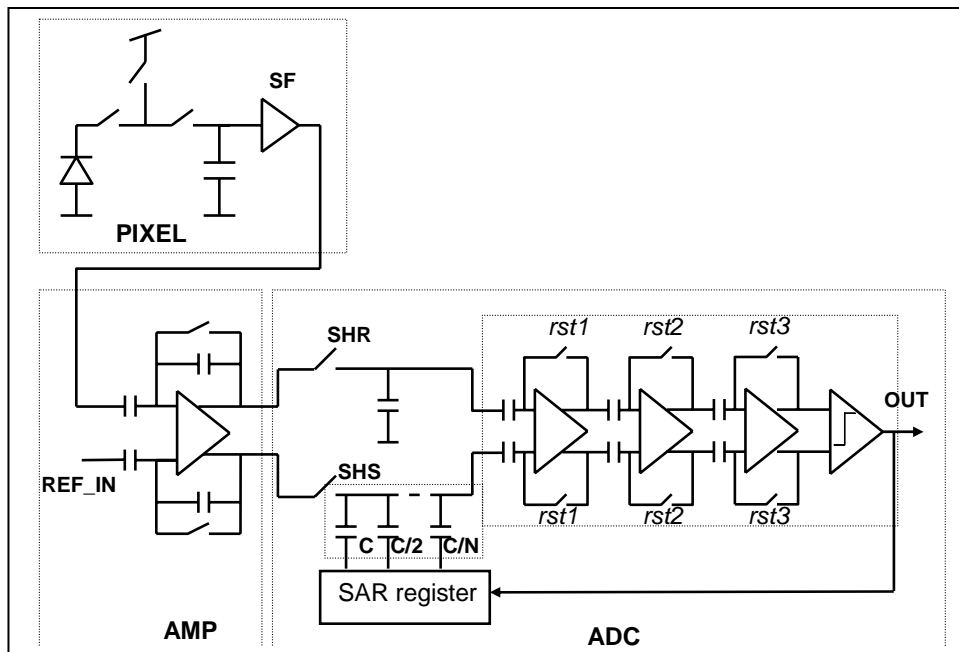 SF
PIXEL
rst1 rst2 rst3
SHR
OUT
SHS
REF_IN
rst1 rst2 rst3
C C/2 C/N
SAR register
AMP
ADC